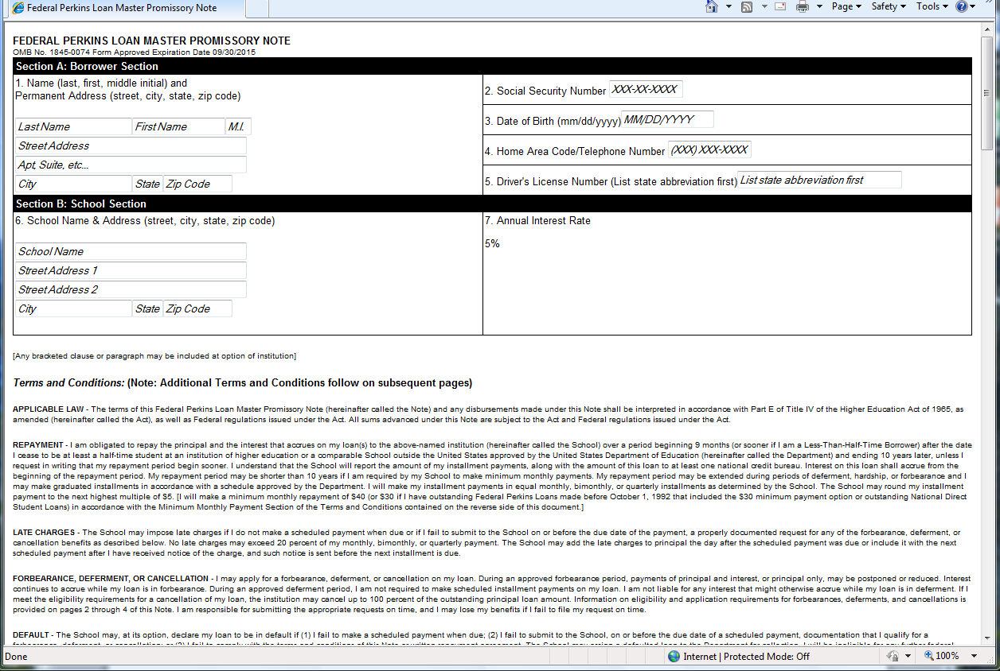 Federal Perkins Loan Master Promissory Note
Page
Safety
Tools
FEDERAL PERKINS LOAN MASTER PROMISSORY NOTE
OMB No. 1845-0074 Form Approved Expiration Date 09/30/2015
Section A: Borrower Section
1. Name (last, first, middle initial) and
Permanent Address (street, city, state, zip code)
Last Name First Name M.I.
Street Address
Apt, Suite, etc...
City State Zip Code
2. Social Security Number XXX-XX-XXXX
3. Date of Birth (mm/dd/yyyy) MM/DD/YYYY
4. Home Area Code/Telephone Number (XXX) XXX-XXXX
5. Driver's License Number (List state abbreviation first) List state abbreviation first
Section B: School Section
6. School Name & Address (street, city, state, zip code)
School Name
Street Address 1
Street Address 2
City State Zip Code
7. Annual Interest Rate
5%
[Any bracketed clause or paragraph may be included at option of institution]
Terms and Conditions: (Note: Additional Terms and Conditions follow on subsequent pages)
APPLICABLE LAW - The terms of this Federal Perkins Loan Master Promissory Note (hereinafter called the Note) and any disbursements made under this Note shall be interpreted in accordance with Part E of Title IV of the Higher Education Act of 1965, as
amended (hereinafter called the Act), as well as Federal regulations issued under the Act. All sums advanced under this Note are subject to the Act and Federal regulations issued under the Act.
REPAYMENT - I am obligated to repay the principal and the interest that accrues on my loan(s) to the above-named institution (hereinafter called the School) over a period beginning 9 months (or sooner if I am a Less-Than-Half-Time Borrower) after the date
I cease to be at least a half-time student at an institution of higher education or a comparable School outside the United States approved by the United States Department of Education (hereinafter called the Department) and ending 10 years later, unless I
request in writing that my repayment period begin sooner. I understand that the School will report the amount of my installment payments, along with the amount of this loan to at least one national credit bureau. Interest on this loan shall accrue from the
beginning of the repayment period. My repayment period may be shorter than 10 years if I am required by my School to make minimum monthly payments. My repayment period may be extended during periods of deferment, hardship, or forbearance and I
may make graduated installments in accordance with a schedule approved by the Department. I will make my installment payments in equal monthly, bimonthly, or quarterly installments as determined by the School. The School may round my installment
payment to the next highest multiple of $5. [I will make a minimum monthly repayment of $40 (or $30 if I have outstanding Federal Perkins Loans made before October 1, 1992 that included the $30 minimum payment option or outstanding National Direct
Student Loans) in accordance with the Minimum Monthly Payment Section of the Terms and Conditions contained on the reverse side of this document.]
LATE CHARGES - The School may impose late charges if I do not make a scheduled payment when due or if I fail to submit to the School on or before the due date of the payment, a properly documented request for any of the forbearance, deferment, or
cancellation benefits as described below. No late charges may exceed 20 percent of my monthly, bimonthly, or quarterly payment. The School may add the late charges to principal the day after the scheduled payment was due or include it with the next
scheduled payment after I have received notice of the charge, and such notice is sent before the next installment is due.
FORBEARANCE, DEFERMENT, OR CANCELLATION - I may apply for a forbearance, deferment, or cancellation on my loan. During an approved forbearance period, payments of principal and interest, or principal only, may be postponed or reduced. Interest
continues to accrue while my loan is in forbearance. During an approved deferment period, I am not required to make scheduled installment payments on my loan. I am not liable for any interest that might otherwise accrue while my loan is in deferment. If I
meet the eligibility requirements for a cancellation of my loan, the institution may cancel up to 100 percent of the outstanding principal loan amount. Information on eligibility and application requirements for forbearances, deferments, and cancellations is
provided on pages 2 through 4 of this Note. I am responsible for submitting the appropriate requests on time, and I may lose my benefits if I fail to file my request on time.
DEFAULT - The School may, at its option, declare my loan to be in default if (1) I fail to make a scheduled payment when due; (2) I fail to submit to the School, on or before the due date of a scheduled payment, documentation that I qualify for a
Done
Internet | Protected Mode: Off
100%